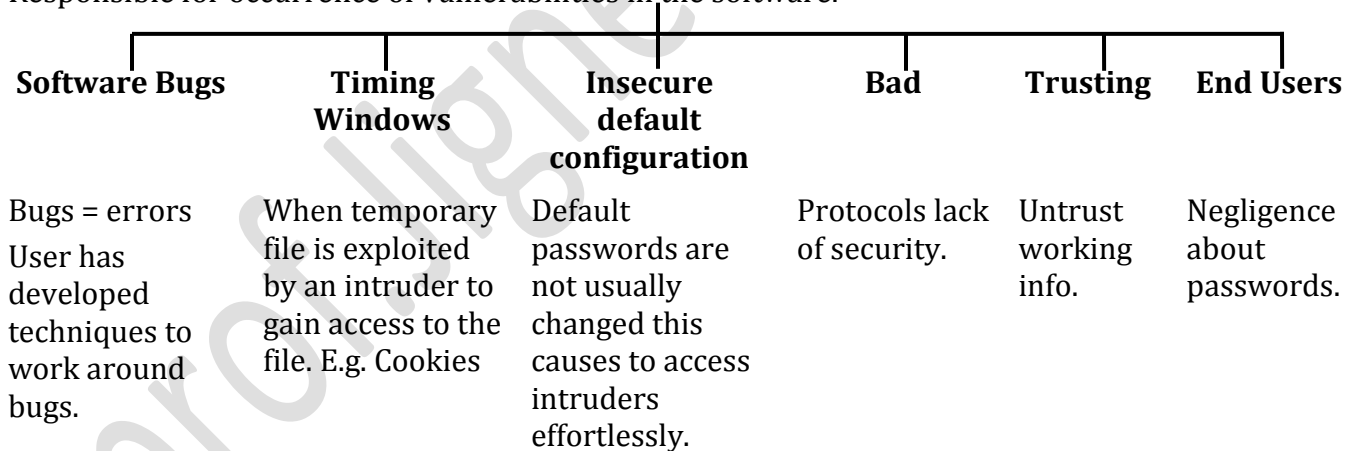 Responsible for occurrence of vulnerabilities in the software.
Software Bugs
Timing
Windows
Insecure
default
configuration
Bad
Trusting
End Users
Bugs = errors
User has
developed
techniques to
work around
bugs.
When temporary
file is exploited
by an intruder to
gain access to the
file. E.g. Cookies
Default
passwords are
not usually
changed this
causes to access
intruders
effortlessly.
Protocols lack
of security.
Untrust
working
info.
Negligence
about
passwords.
prof Jigne